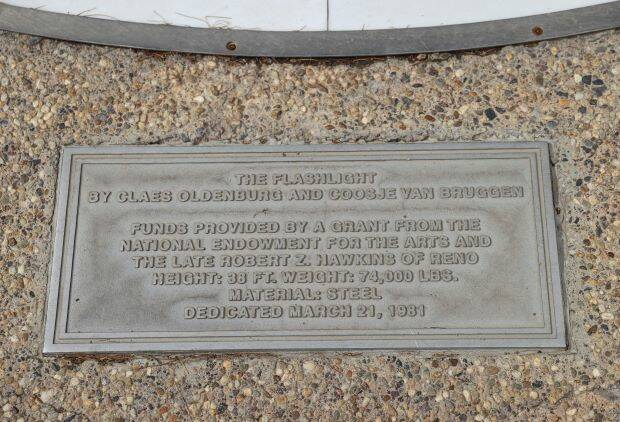 THE FLASHLIGHT
BY CLAES OLDENBURG AND COOSJE VAN BRUGGEN
FUNDS PROVIDED BY A GRANT FROM THE
NATIONAL ENDOWMENT FOR THE ARTS AND
THE LATE ROBERT Z. HAWKINS OF RENO
HEIGHT: 38 FT. WEIGHT: 74,000 LBS.
MATERIAL: STEEL
DEDICATED MARCH 21, 1981